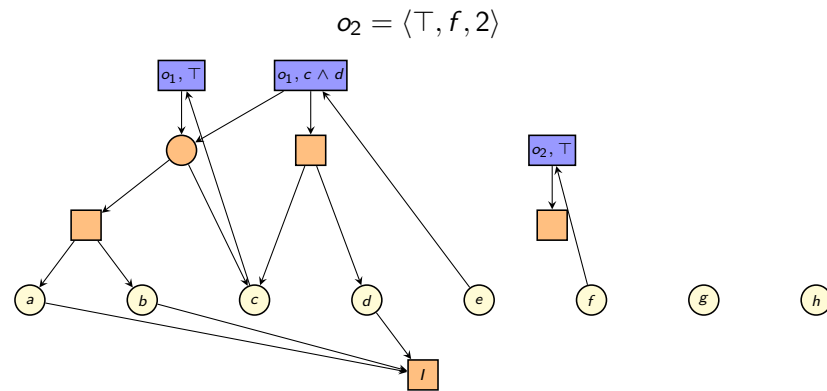 o₂ = ⟨⊤, f, 2⟩
o₁, ⊤
o₁, c ∧ d
o₂, ⊤
a
b
c
d
e
f
g
h
I